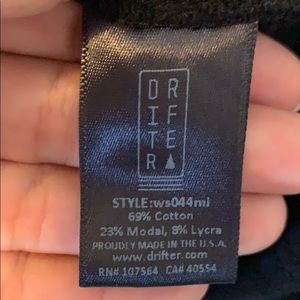 DR
IF
TE
R
STYLE:ws044ml
69% Cotton
23% Modal, 8% Lycra
PROUDLY MADE IN THE U.S.A.
www.drifter.com
RN# 107564 CA# 40554